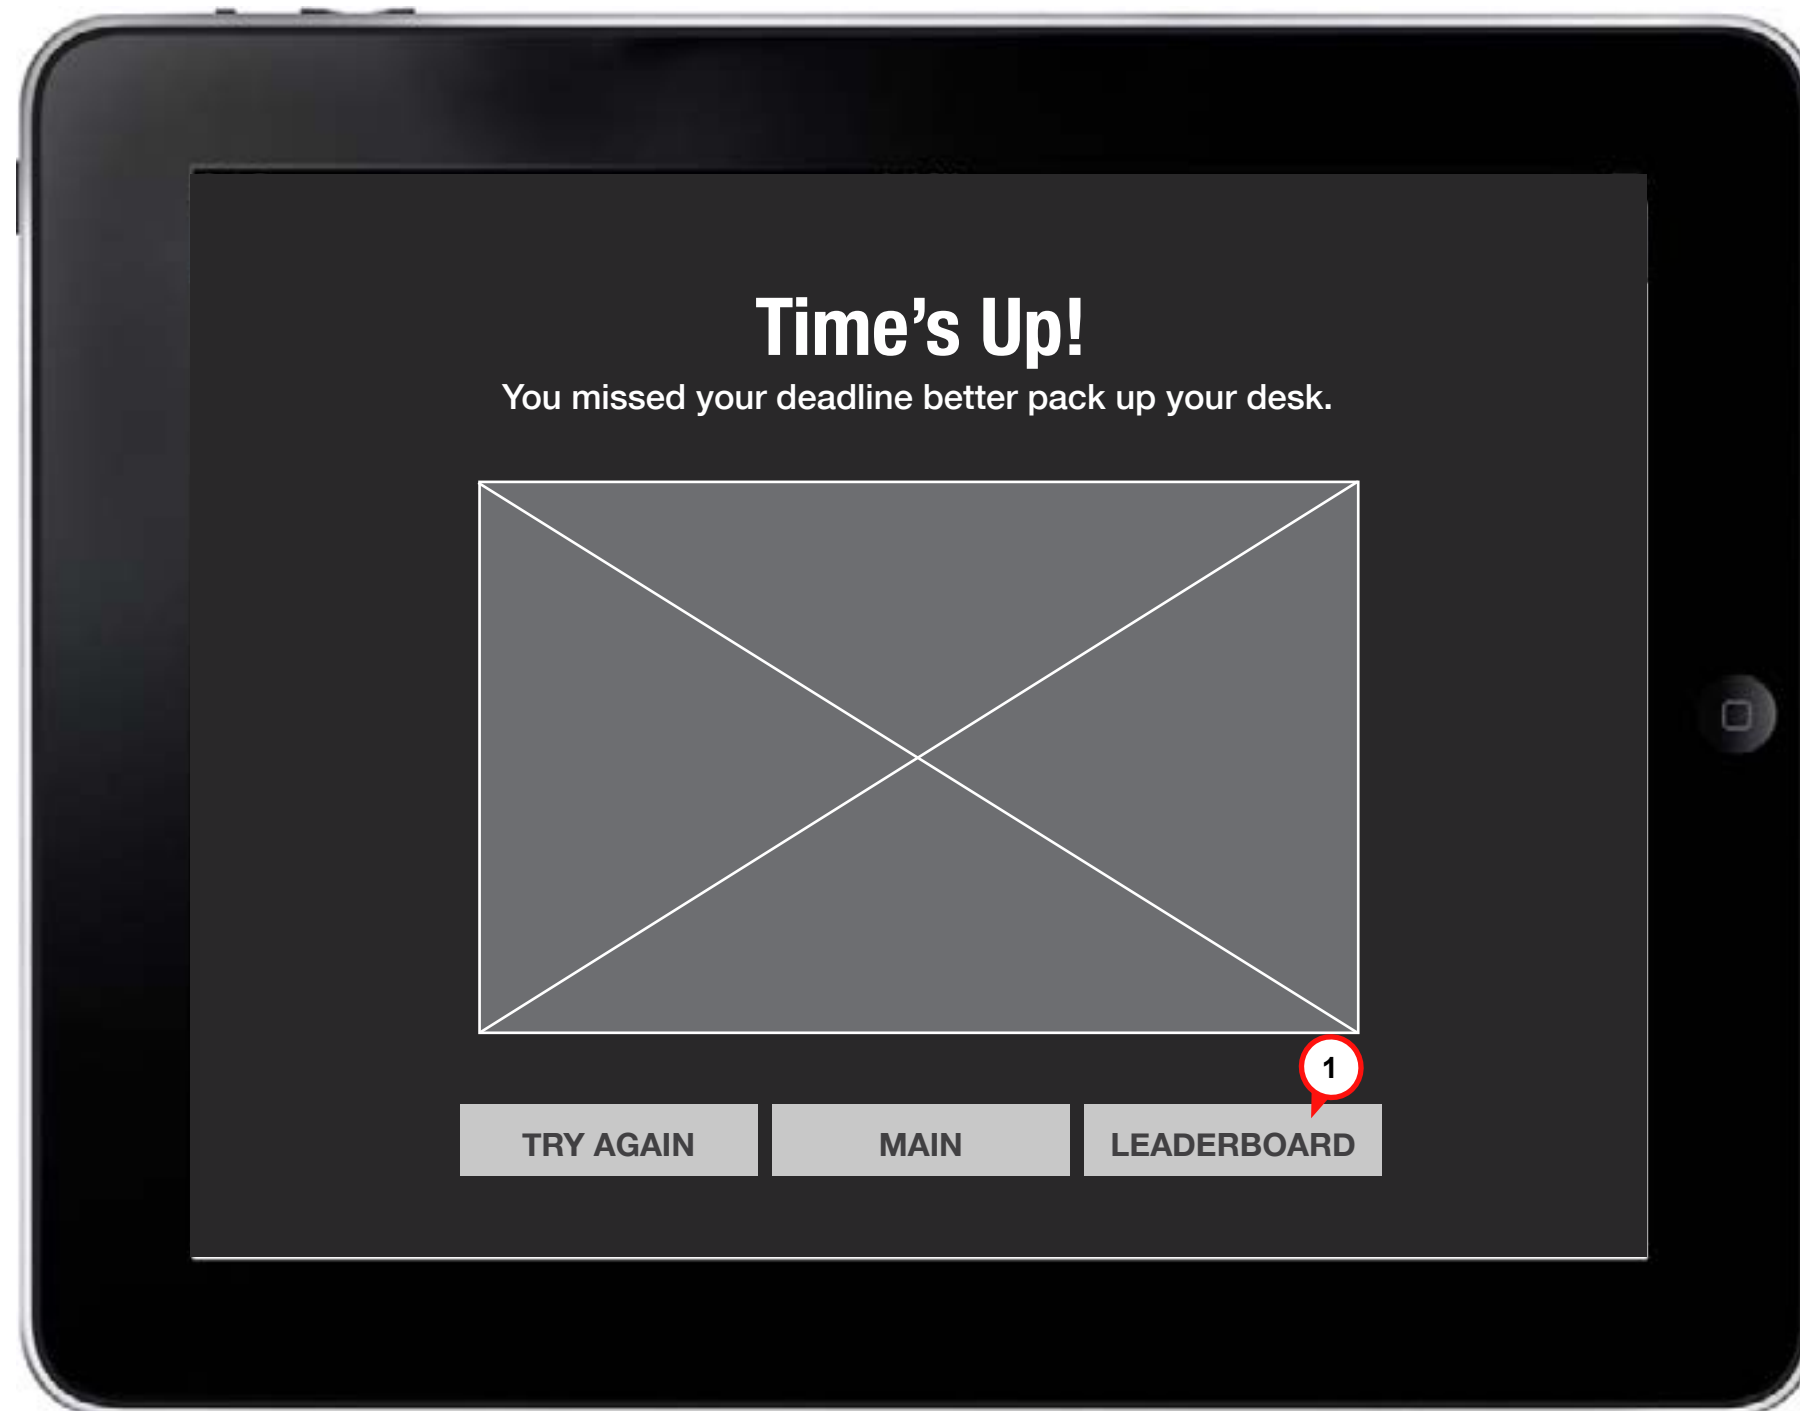 Time’s Up!
You missed your deadline better pack up your desk.
1
TRY AGAIN
MAIN
LEADERBOARD